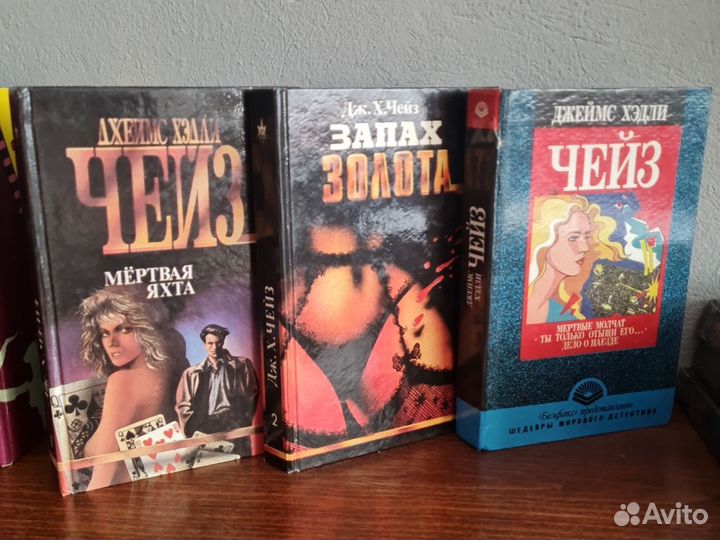 ДЖЕЙМС ХЭДЛИ
ЧЕЙЗ
МЁРТВАЯ
ЯХТА
Дж. Х. Чейз
ЗАПАХ
ЗОЛОТА
Дж. Х. ЧЕЙЗ
2
ДЖЕЙМС ХЭДЛИ
ЧЕЙЗ
МЕРТВЫЕ МОЛЧАТ
"ТЫ ТОЛЬКО ОТЫЩИ ЕГО..."
ДЕЛО О НАЕЗДЕ
«Белфакс» представляет:
ШЕДЕВРЫ МИРОВОГО ДЕТЕКТИВА
ДЖЕЙМС
ХЭДЛИ
ЧЕЙЗ
Avito